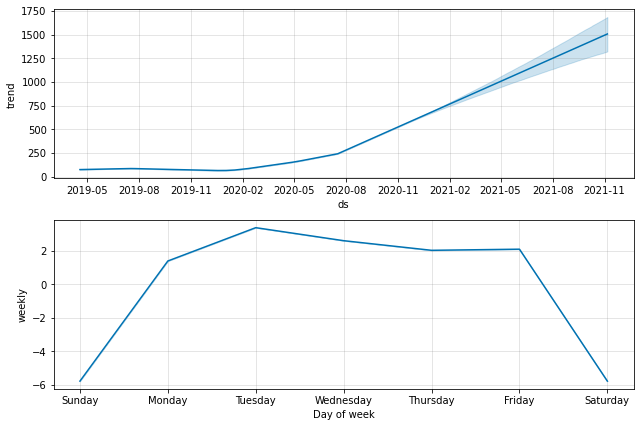 1750
1500
1250
1000
750
500
250
0
trend
2019-05 2019-08 2019-11 2020-02 2020-05 2020-08 2020-11 2021-02 2021-05 2021-08 2021-11
ds
2
0
−2
−4
−6
weekly
Sunday Monday Tuesday Wednesday Thursday Friday Saturday
Day of week